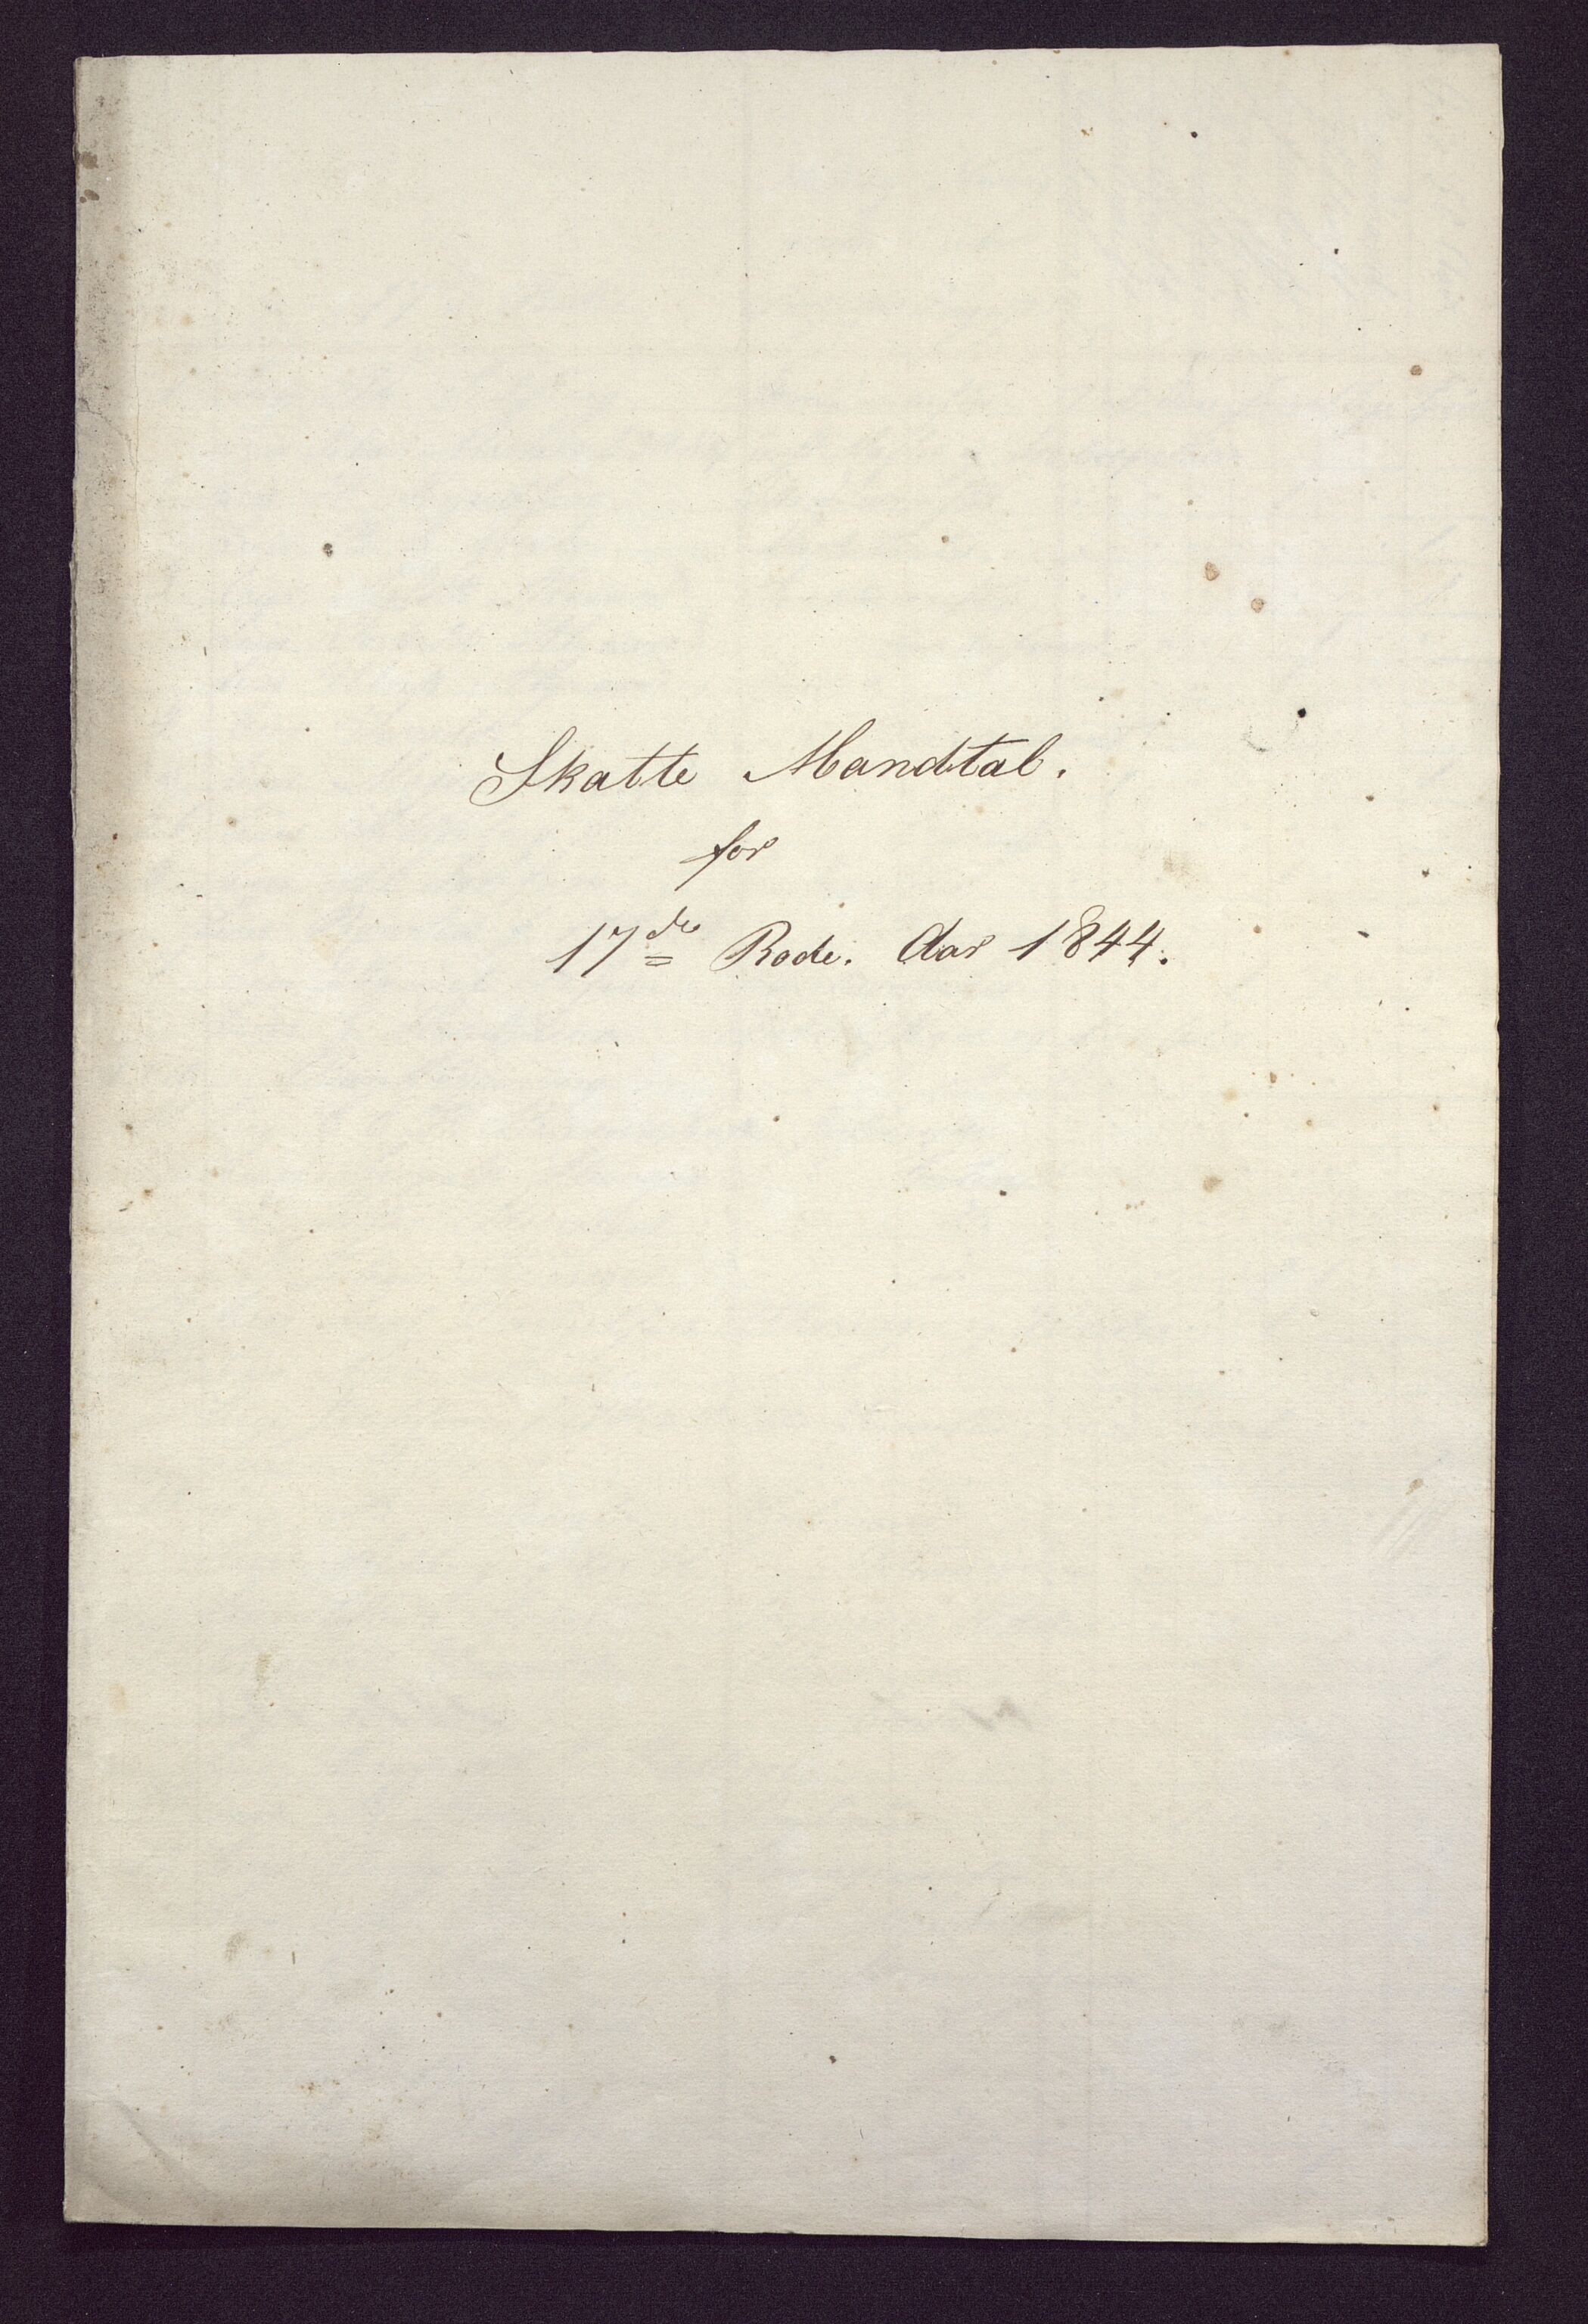 Skatte Mandtal.
for
17de Rode. Aar 1844.